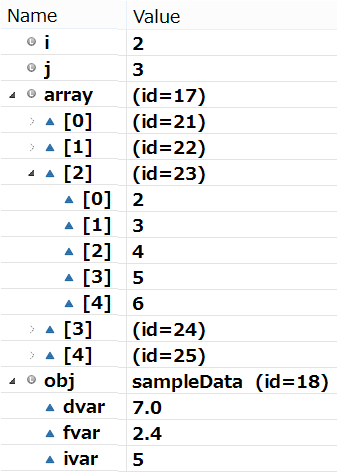 Name Value
i 2
j 3
array (id=17)
[0] (id=21)
[1] (id=22)
[2] (id=23)
[0] 2
[1] 3
[2] 4
[3] 5
[4] 6
[3] (id=24)
[4] (id=25)
obj sampleData (id=18)
dvar 7.0
fvar 2.4
ivar 5